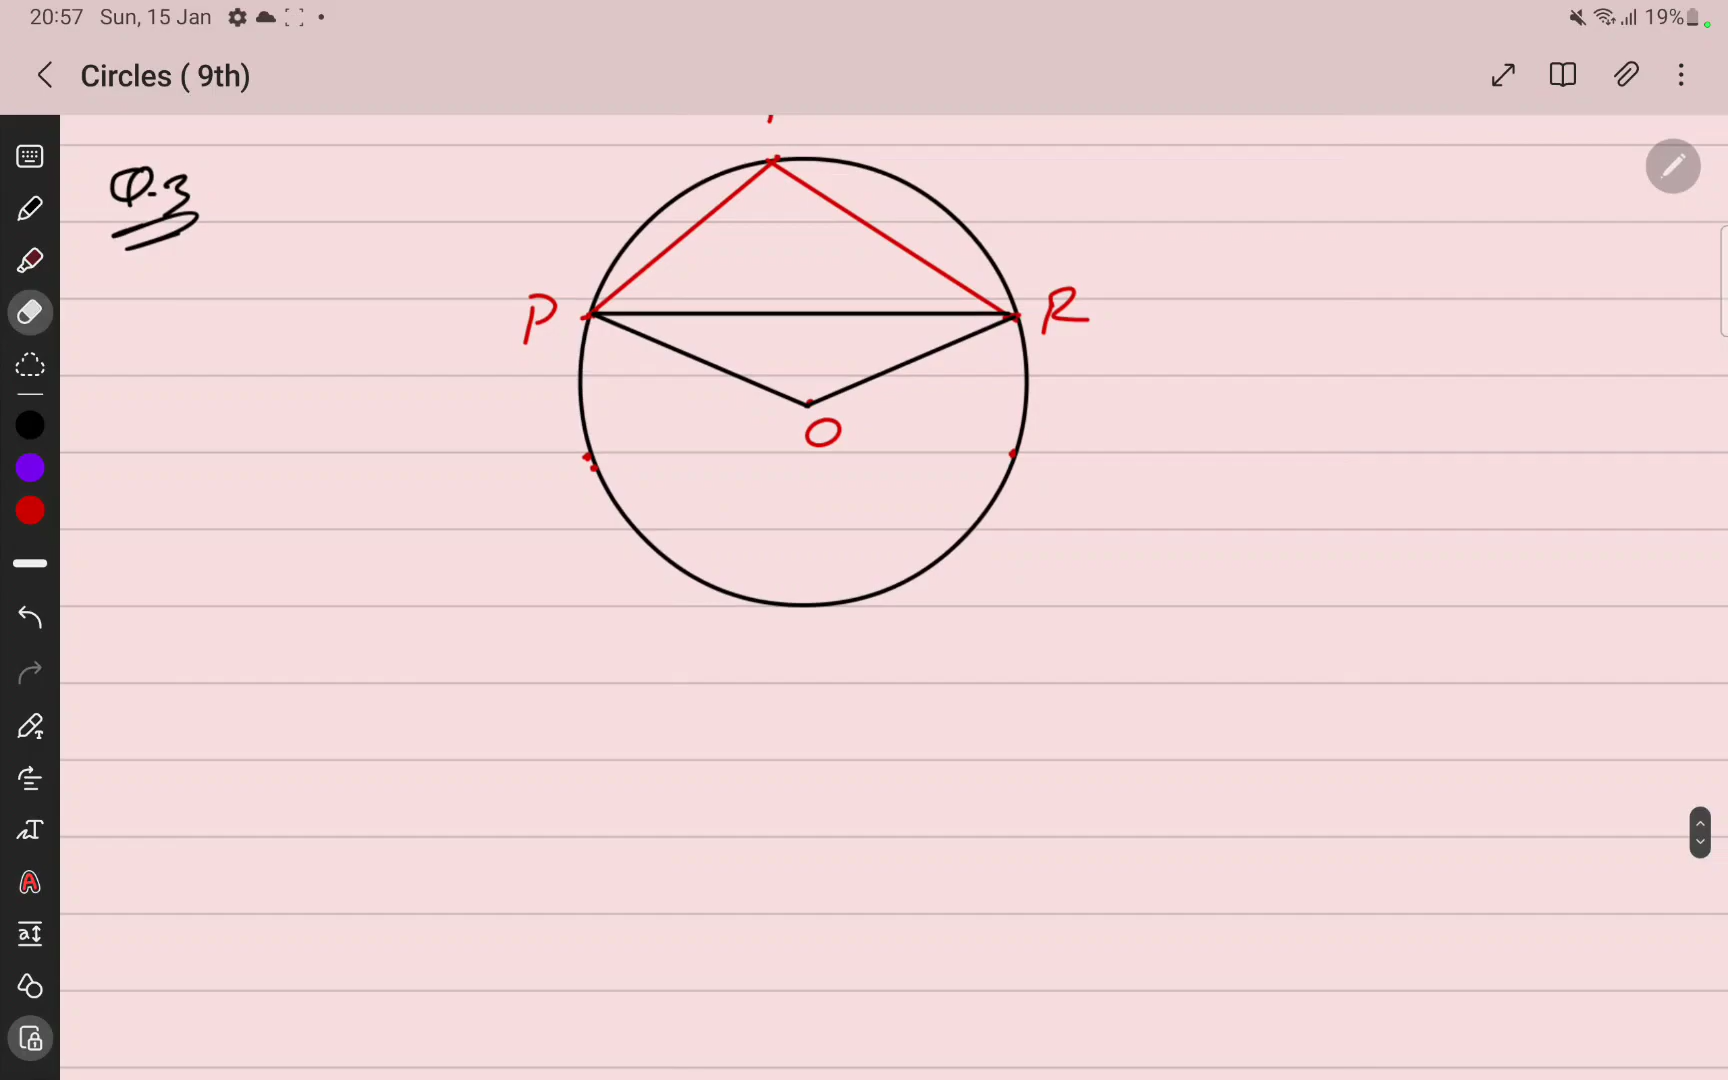 20:57 Sun, 15 Jan 19%
Circles ( 9th)
Q.3
P R
O